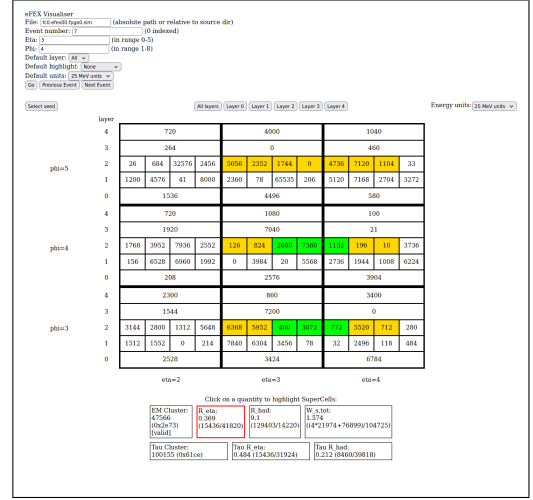 eFEX Visualiser
File: fc0.efex00.fpga0.sim (absolute path or relative to source dir)
Event number: 7 (0 indexed)
Eta: 3 (in range 0-5)
Phi: 4 (in range 1-8)
Default layer: All
Default highlight: None
Default units: 25 MeV units
Go Previous Event Next Event
Select seed All layers Layer 0 Layer 1 Layer 2 Layer 3 Layer 4 Energy units: 25 MeV units
layer
4 720 4000 1040
3 264 0 460
phi=5 2 26 684 32576 2456 5056 2352 1744 0 4736 7120 1104 33
1 1200 4576 41 8000 2360 78 65535 206 5120 7168 2704 3272
0 1536 4496 580
4 720 1080 100
3 1920 7040 21
phi=4 2 1768 3952 7936 2552 126 824 2680 7360 1152 196 10 3736
1 156 6528 6960 1992 0 3984 20 5568 2736 1944 1008 6224
0 208 2576 3904
4 2300 860 3400
3 1544 7200 0
phi=3 2 3144 2800 1312 5648 6368 5952 400 3072 772 5520 712 280
1 1512 1552 0 214 7840 6304 3456 78 32 2496 118 484
0 2528 3424 6784
eta=2 eta=3 eta=4
Click on a quantity to highlight SuperCells:
EM Cluster: R_eta: R_had: W_s,tot:
47566 0.369 9.1 1.574
(0x2e73) (15436/41820) (129403/14220) ((4*21974+76899)/104725)
[valid]
Tau Cluster: Tau R_eta: Tau R_had:
100155 (0x61ce) 0.484 (15436/31924) 0.212 (8460/39818)